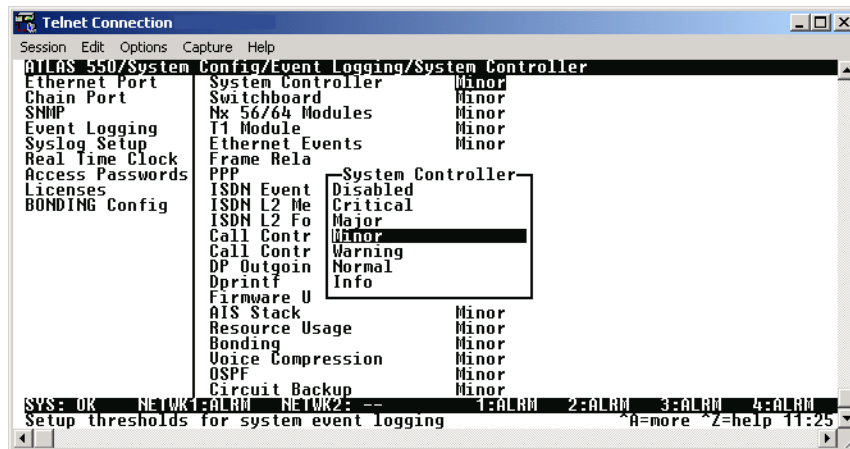 Telnet Connection
Session Edit Options Capture Help
ATLAS 550/System Config/Event Logging/System Controller
Ethernet Port System Controller Minor
Chain Port Switchboard Minor
SNMP Nx 56/64 Modules Minor
Event Logging T1 Module Minor
Syslog Setup Ethernet Events Minor
Real Time Clock Frame Rela
Access Passwords PPP System Controller
Licenses ISDN Event Disabled
BONDING Config ISDN L2 Me Critical
ISDN L2 Fo Major
Call Contr Minor
Call Contr Warning
DP Outgoin Normal
Dprintf Info
Firmware U
AIS Stack Minor
Resource Usage Minor
Bonding Minor
Voice Compression Minor
OSPF Minor
Circuit Backup Minor
SYS: OK NETWK1:ALRM NETWK2: -- 1:ALRM 2:ALRM 3:ALRM 4:ALRM
Setup thresholds for system event logging ^A=more ^Z=help 11:25